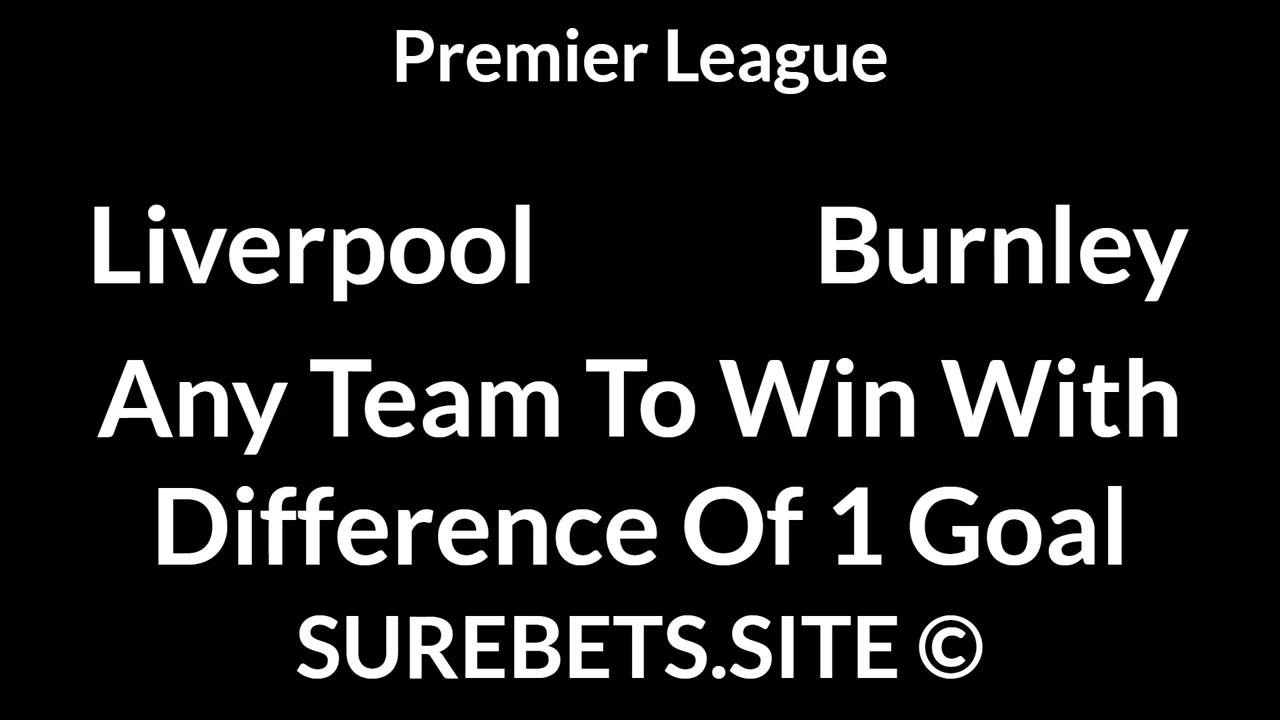 Premier League
Liverpool Burnley
Any Team To Win With
Difference Of 1 Goal
SUREBETS.SITE ©